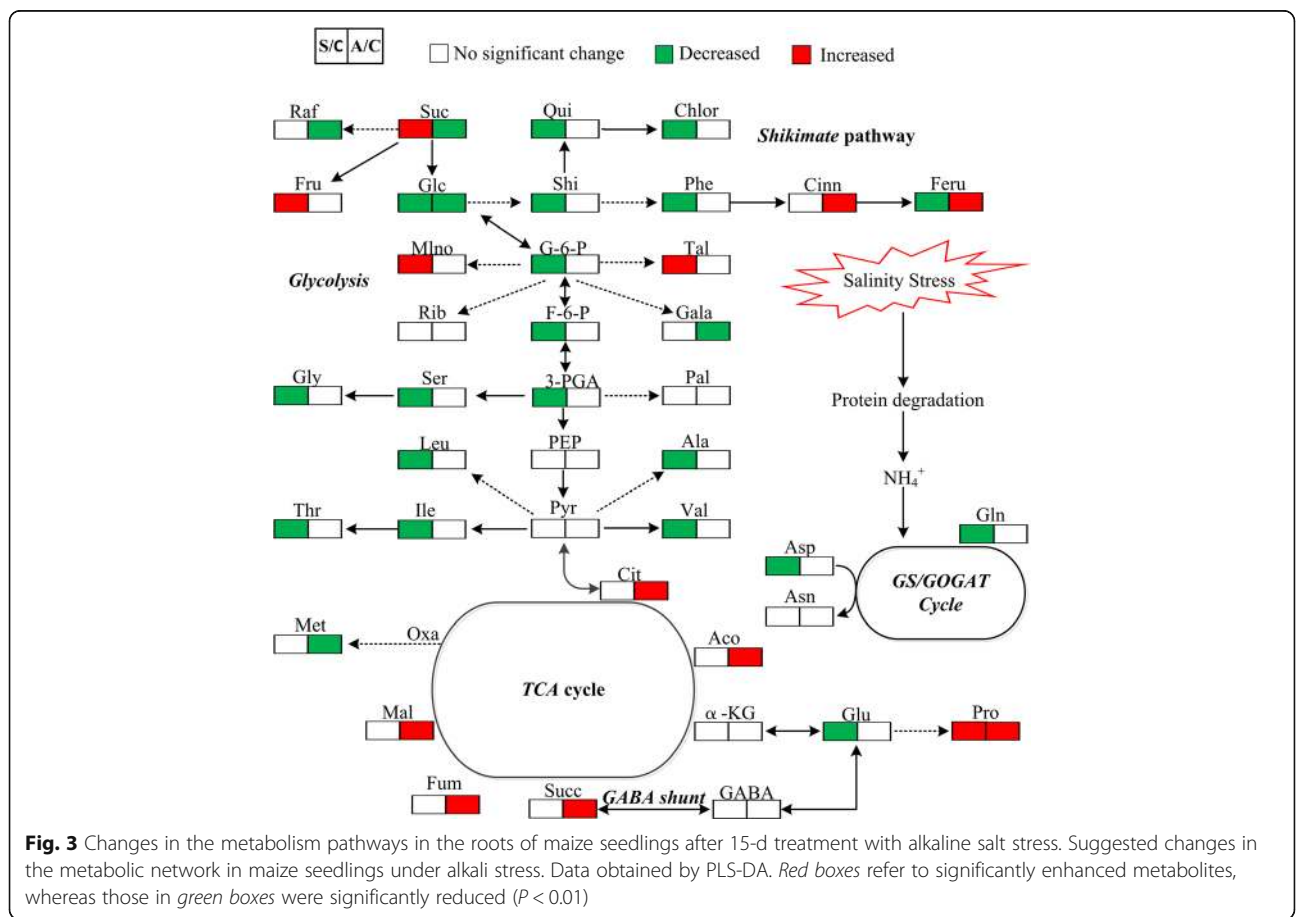 S/C A/C No significant change Decreased Increased
Raf Suc Qui Chlor
Shikimate pathway
Fru Glc Shi Phe Cinn Feru
Mlno G-6-P Tal
Glycolysis
Salinity Stress
Rib F-6-P Gala
Gly Ser 3-PGA Pal
Protein degradation
Leu PEP Ala
NH₄⁺
Thr Ile Pyr Val Gln
Asp
GS/GOGAT
Cycle
Cit
Asn
Met Oxa Aco
TCA cycle
Mal α -KG Glu Pro
Fum Succ GABA shunt GABA
Fig. 3 Changes in the metabolism pathways in the roots of maize seedlings after 15-d treatment with alkaline salt stress. Suggested changes in
the metabolic network in maize seedlings under alkali stress. Data obtained by PLS-DA. Red boxes refer to significantly enhanced metabolites,
whereas those in green boxes were significantly reduced (P < 0.01)